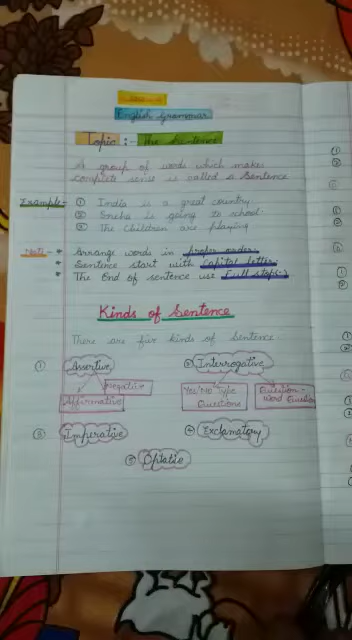 English Grammar
Topic :- The Sentence
A group of words which makes
complete sense is called a Sentence
Example- ① India is a great country
② Sneha is going to school
③ The children are playing
Note:- * Arrange words in proper order.
* Sentence start with capital letter.
* The End of sentence use full stop(.)
Kinds of Sentence
There are five kinds of Sentence
① Assertive ② Interrogative
Negative Yes/No Type Question -
Affirmative Questions Word Question
③ Imperative ④ Exclamatory
⑤ Optative